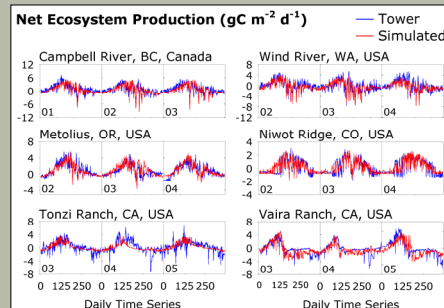 Net Ecosystem Production (gC m⁻² d⁻¹)
Tower
Simulated
Campbell River, BC, Canada
12
6
0
-6
-12
01 02 03
Wind River, WA, USA
8
4
0
-4
-8
-12
02 03 04
Metolius, OR, USA
8
4
0
-4
02 03 04
Niwot Ridge, CO, USA
4
2
0
-2
-4
02 03 04
Tonzi Ranch, CA, USA
8
4
0
-4
-8
03 04 05
0 125 250 0 125 250 0 125 250
Daily Time Series
Vaira Ranch, CA, USA
8
4
0
-4
-8
03 04 05
0 125 250 0 125 250 0 125 250
Daily Time Series